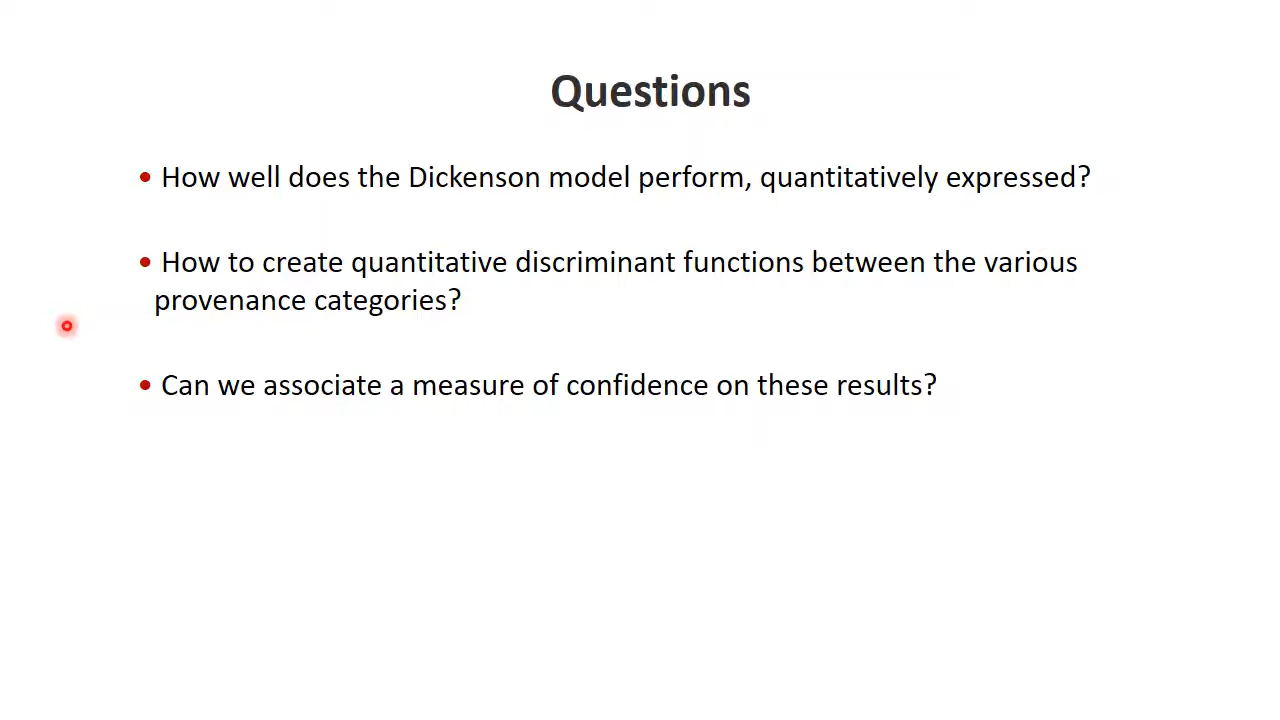 Questions
• How well does the Dickenson model perform, quantitatively expressed?
• How to create quantitative discriminant functions between the various
provenance categories?
• Can we associate a measure of confidence on these results?